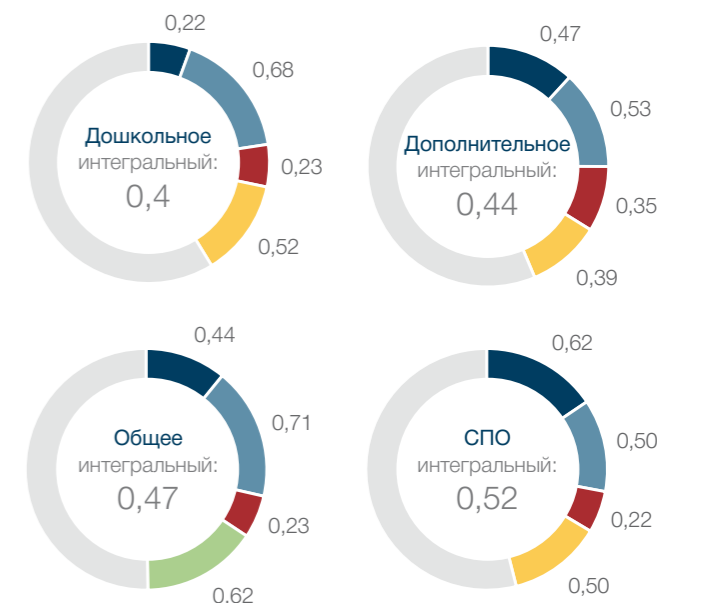 0,22
0,68
Дошкольное
интегральный:
0,4
0,23
0,52
0,47
0,53
Дополнительное
интегральный:
0,44
0,35
0,39
0,44
0,71
Общее
интегральный:
0,47
0,23
0,62
0,62
0,50
СПО
интегральный:
0,52
0,22
0,50